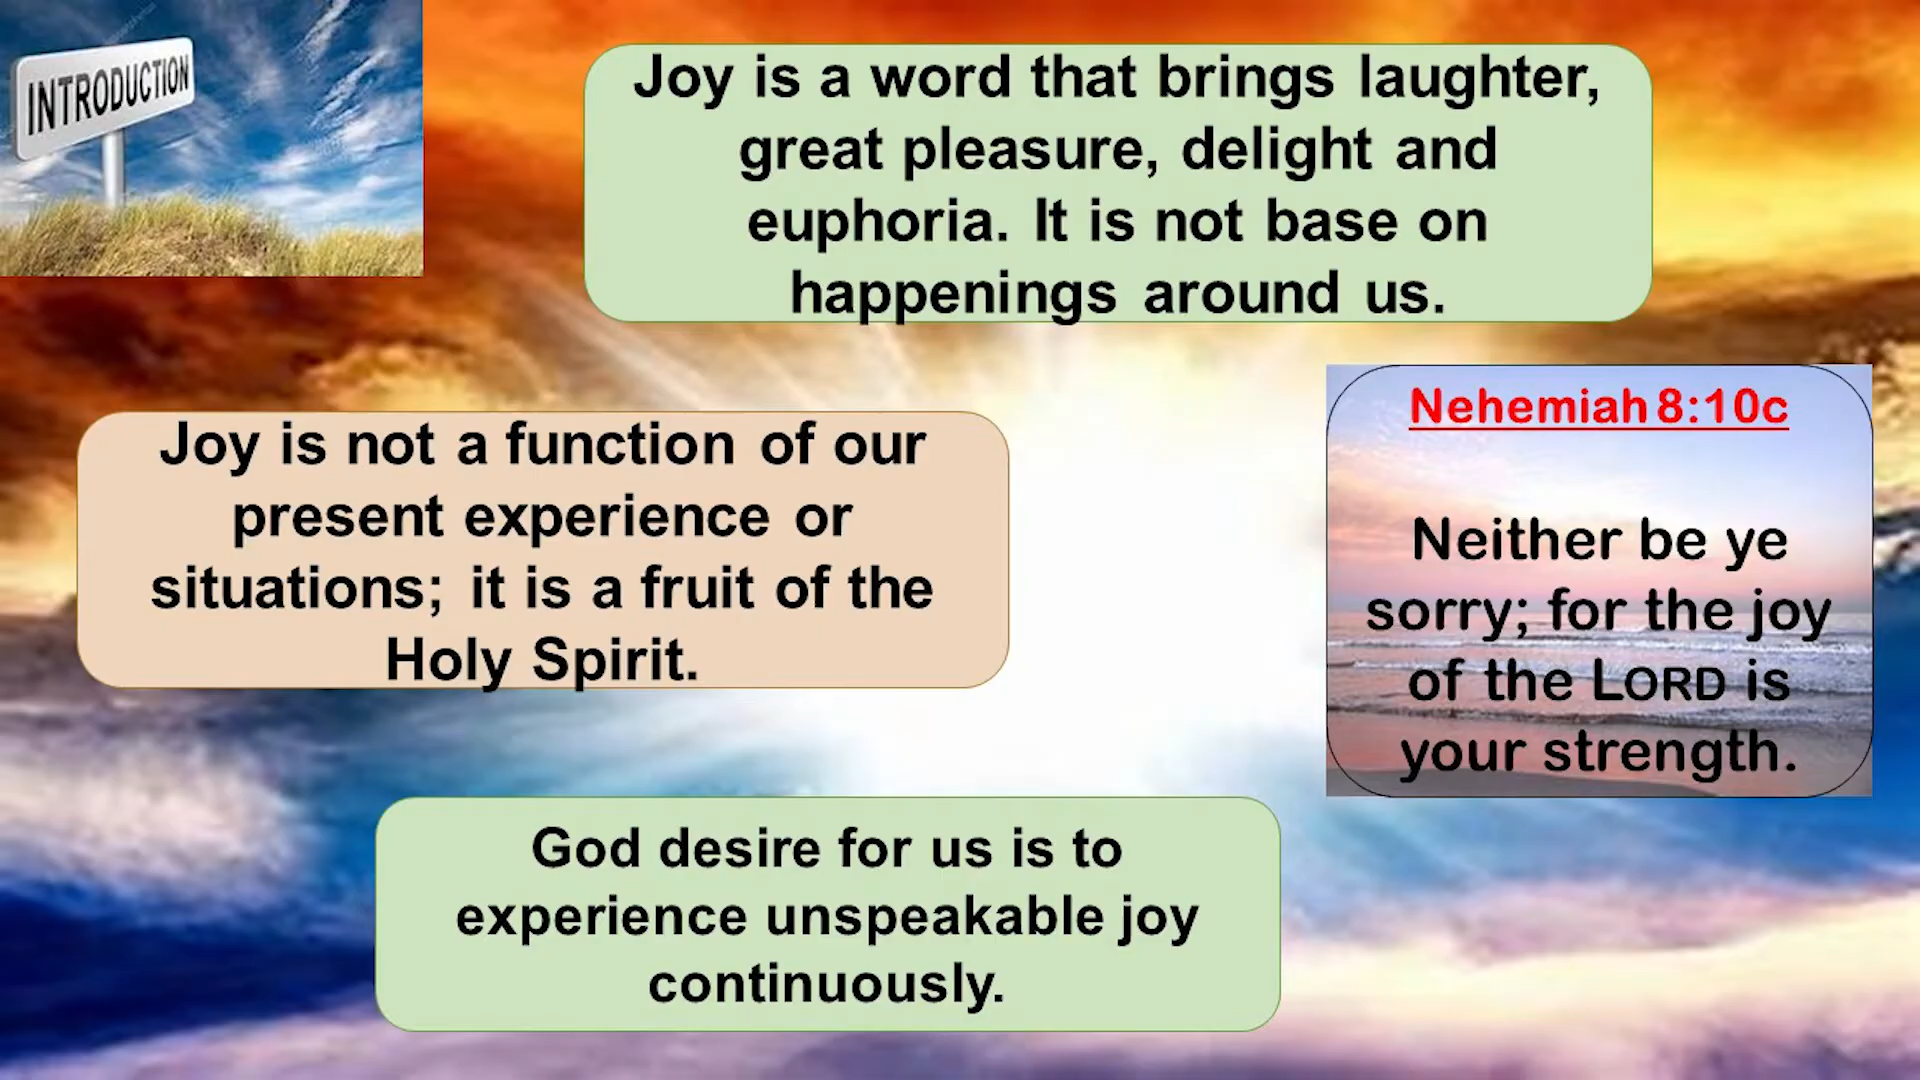 INTRODUCTION
Joy is a word that brings laughter,
great pleasure, delight and
euphoria. It is not base on
happenings around us.
Joy is not a function of our
present experience or
situations; it is a fruit of the
Holy Spirit.
Nehemiah 8:10c
Neither be ye
sorry; for the joy
of the LORD is
your strength.
God desire for us is to
experience unspeakable joy
continuously.